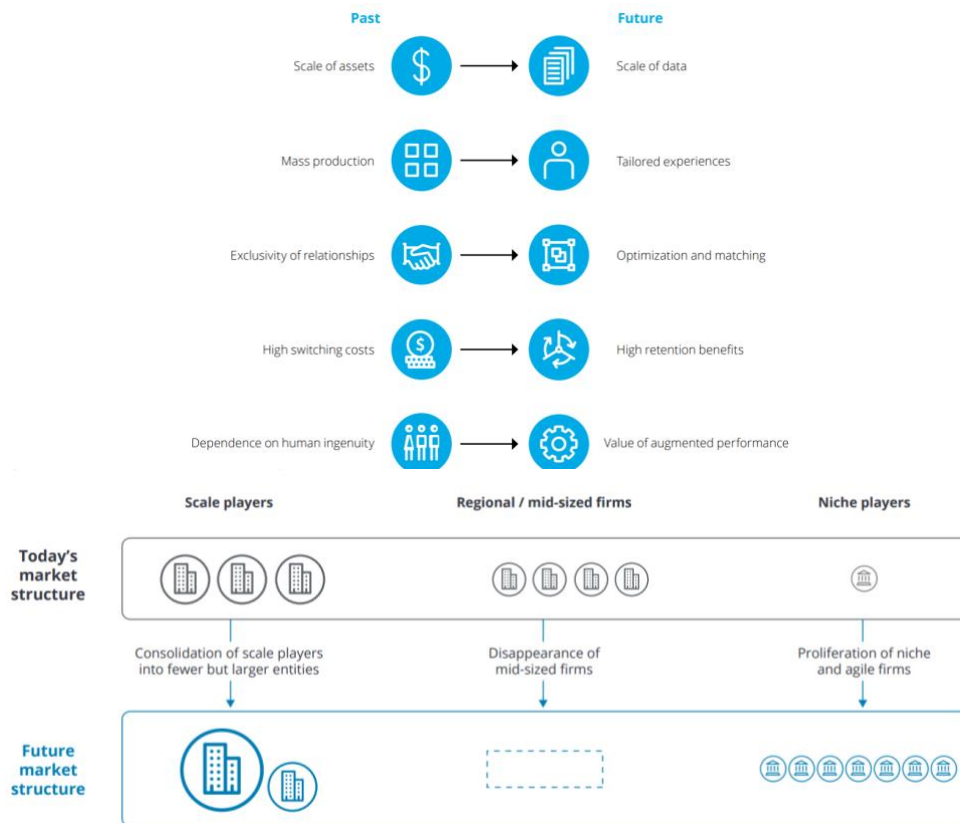 Past
Future
Scale of assets
Scale of data
Mass production
Tailored experiences
Exclusivity of relationships
Optimization and matching
High switching costs
$
High retention benefits
Dependence on human ingenuity
Value of augmented performance
Scale players
Regional / mid-sized firms
Niche players
Today's
market
structure
Consolidation of scale players
into fewer but larger entities
Disappearance of
mid-sized firms
Proliferation of niche
and agile firms
Future
market
structure